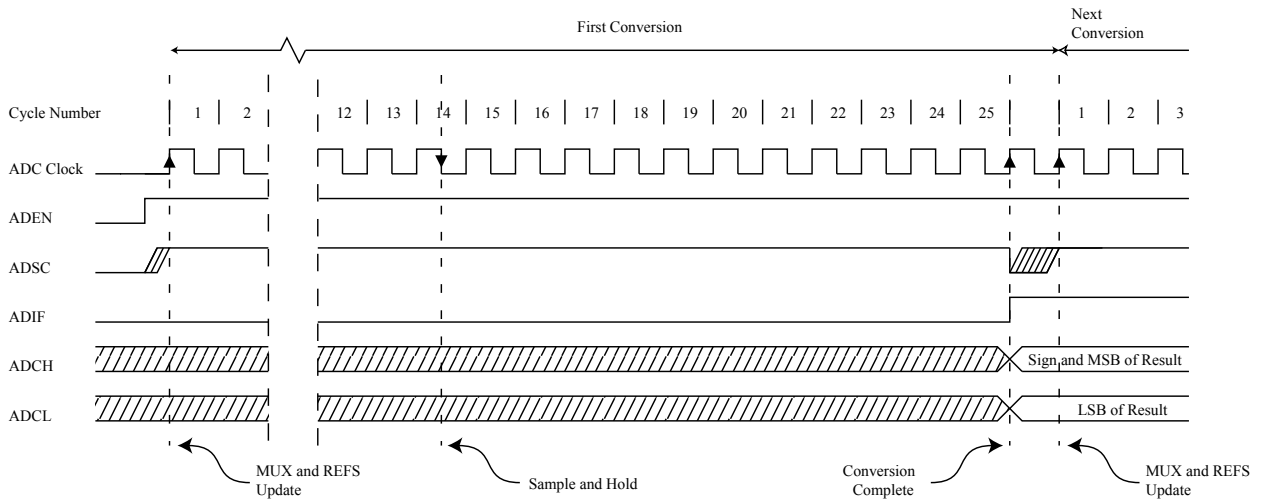 First Conversion
Next
Conversion
Cycle Number 1 2 12 13 14 15 16 17 18 19 20 21 22 23 24 25 1 2 3
ADC Clock
ADEN
ADSC
ADIF
ADCH Sign and MSB of Result
ADCL LSB of Result
MUX and REFS
Update
Sample and Hold
Conversion
Complete
MUX and REFS
Update